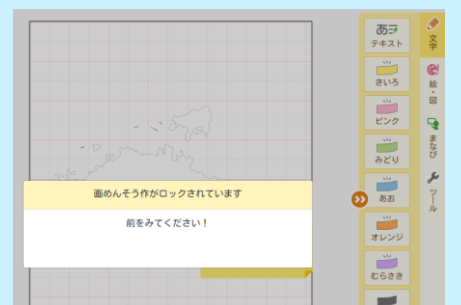 画めんそう作がロックされています
前をみてください！
テキスト
きいろ
ピンク
みどり
あお
オレンジ
むらさき
文字
絵・図
まなび
ツール